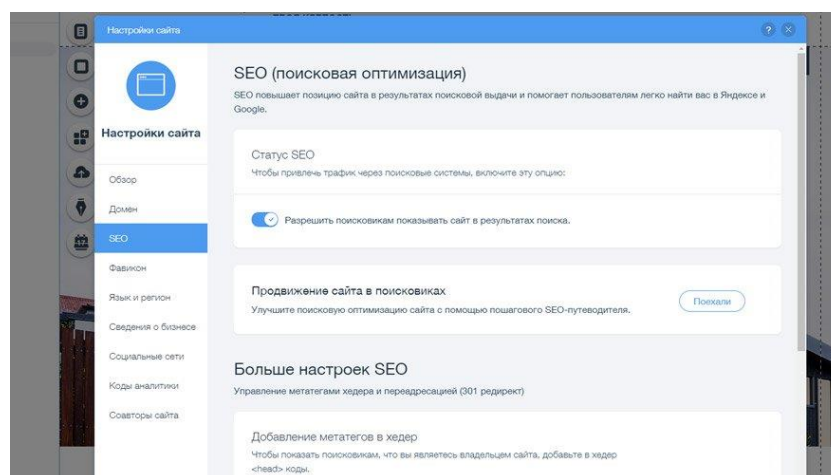 Настройки сайта
?
Настройки сайта
Обзор
Домен
SEO
Фавикон
Язык и регион
Сведения о бизнесе
Социальные сети
Коды аналитики
Соавторы сайта
SEO (поисковая оптимизация)
SEO повышает позицию сайта в результатах поисковой выдачи и помогает пользователям легко найти вас в Яндексе и
Google.
Статус SEO
Чтобы привлечь трафик через поисковые системы, включите эту опцию:
Разрешить поисковикам показывать сайт в результатах поиска.
Продвижение сайта в поисковиках
Улучшите поисковую оптимизацию сайта с помощью пошагового SEO-путеводителя.
Поехали
Больше настроек SEO
Управление метатегами хедера и переадресацией (301 редирект)
Добавление метатегов в хедер
Чтобы показать поисковикам, что вы являетесь владельцем сайта, добавьте в хедер
<head> коды.